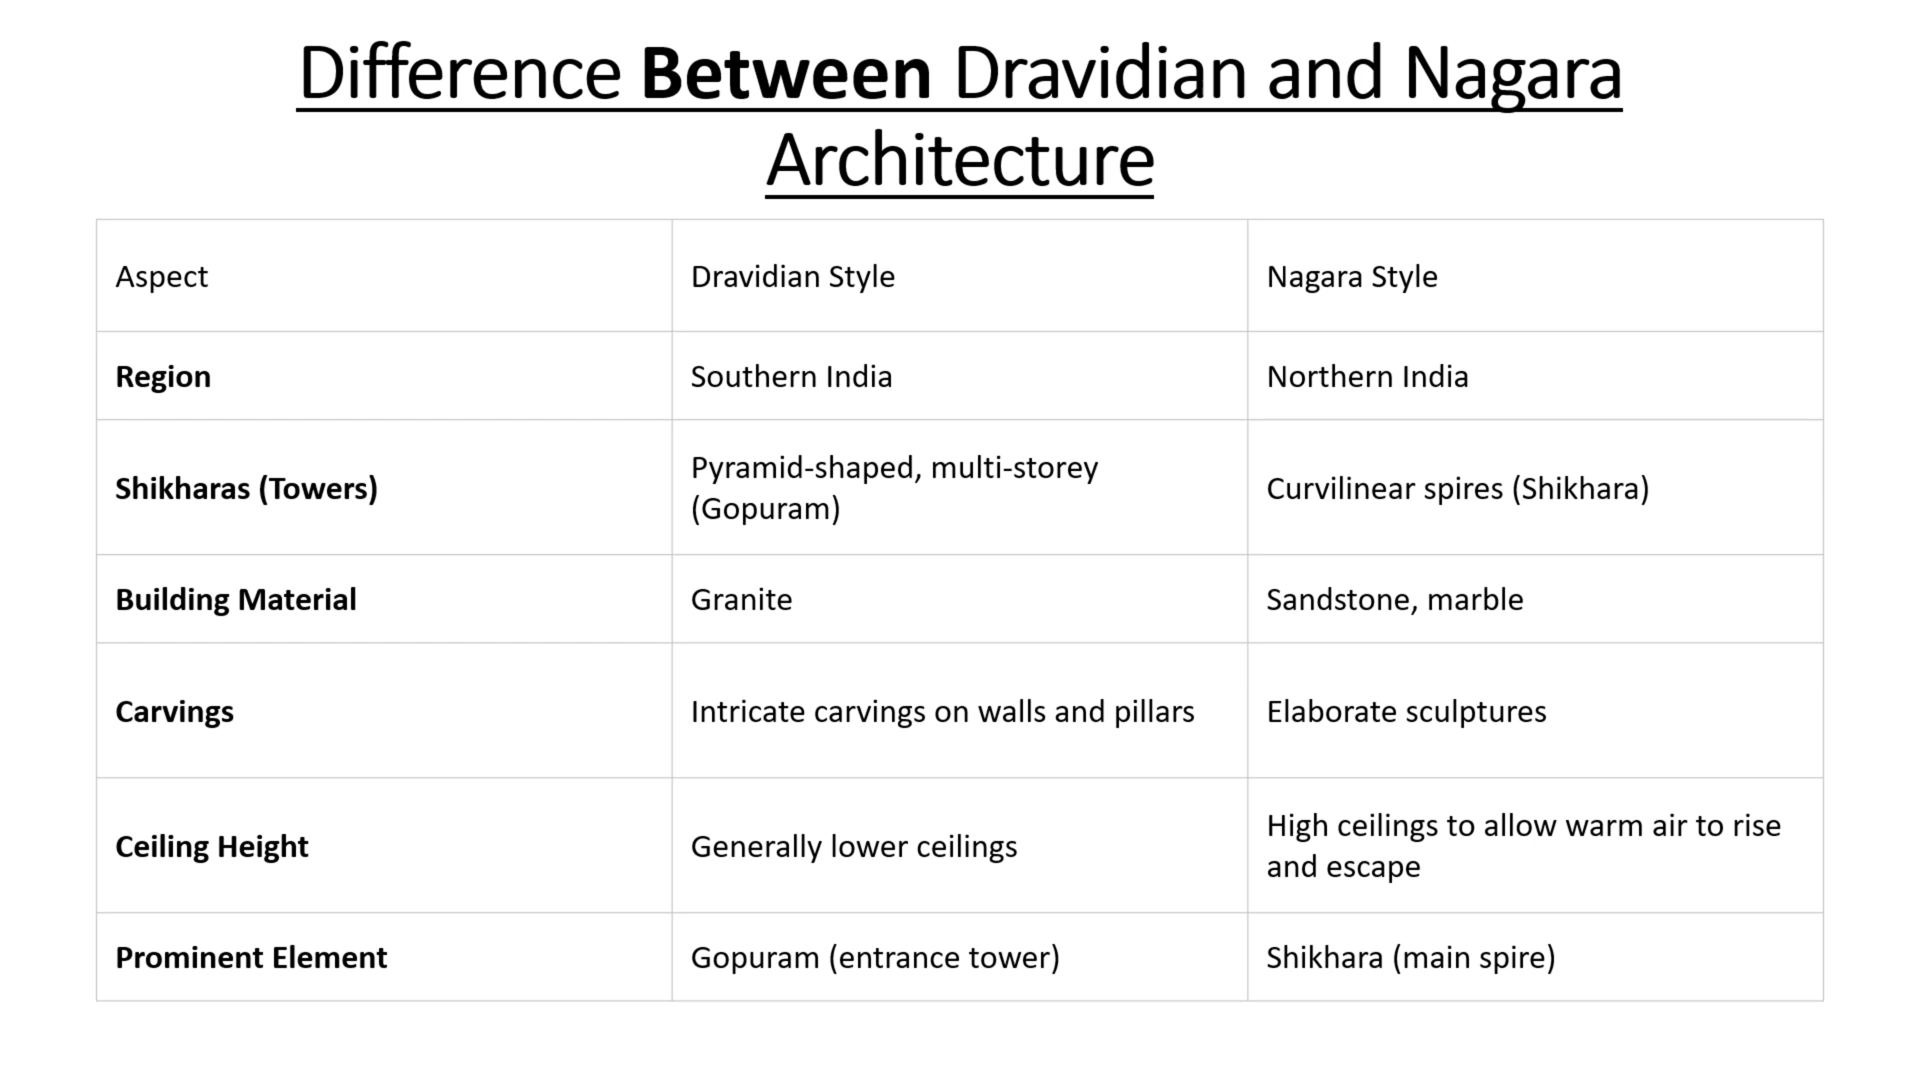 Difference Between Dravidian and Nagara
Architecture
Aspect
Dravidian Style
Nagara Style
Region
Southern India
Northern India
Shikharas (Towers)
Pyramid-shaped, multi-storey
(Gopuram)
Curvilinear spires (Shikhara)
Building Material
Granite
Sandstone, marble
Carvings
Intricate carvings on walls and pillars
Elaborate sculptures
Ceiling Height
Generally lower ceilings
High ceilings to allow warm air to rise
and escape
Prominent Element
Gopuram (entrance tower)
Shikhara (main spire)